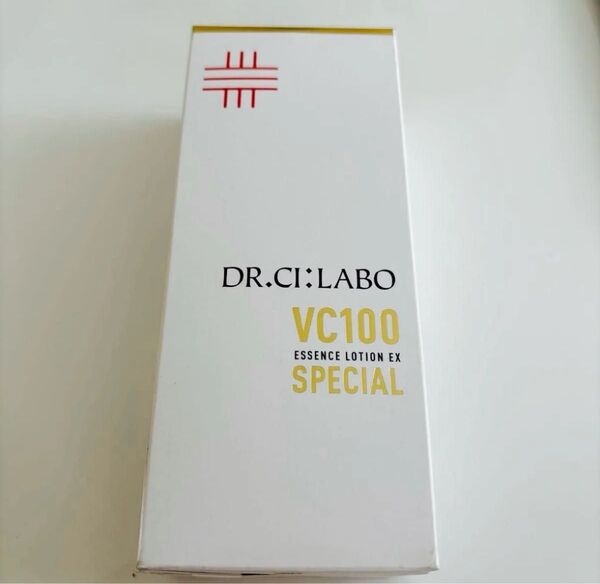 DR.CI:LABO
VC100
ESSENCE LOTION EX
SPECIAL